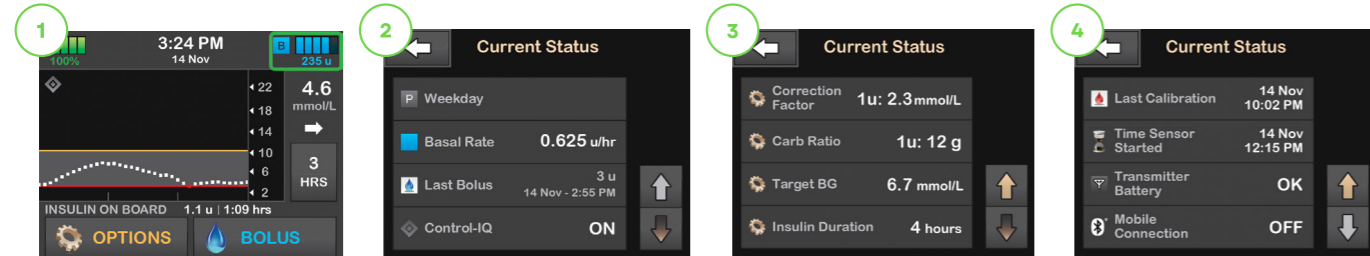 1
3:24 PM
14 Nov
100%
B
235 u
22
18
14
10
6
2
4.6
mmol/L
3
HRS
INSULIN ON BOARD 1.1 u | 1:09 hrs
OPTIONS
BOLUS
2
Current Status
P Weekday
Basal Rate 0.625 u/hr
Last Bolus 3 u
14 Nov - 2:55 PM
Control-IQ ON
3
Current Status
Correction
Factor 1u: 2.3 mmol/L
Carb Ratio 1u: 12 g
Target BG 6.7 mmol/L
Insulin Duration 4 hours
4
Current Status
Last Calibration 14 Nov
10:02 PM
Time Sensor 14 Nov
Started 12:15 PM
Transmitter
Battery OK
Mobile
Connection OFF